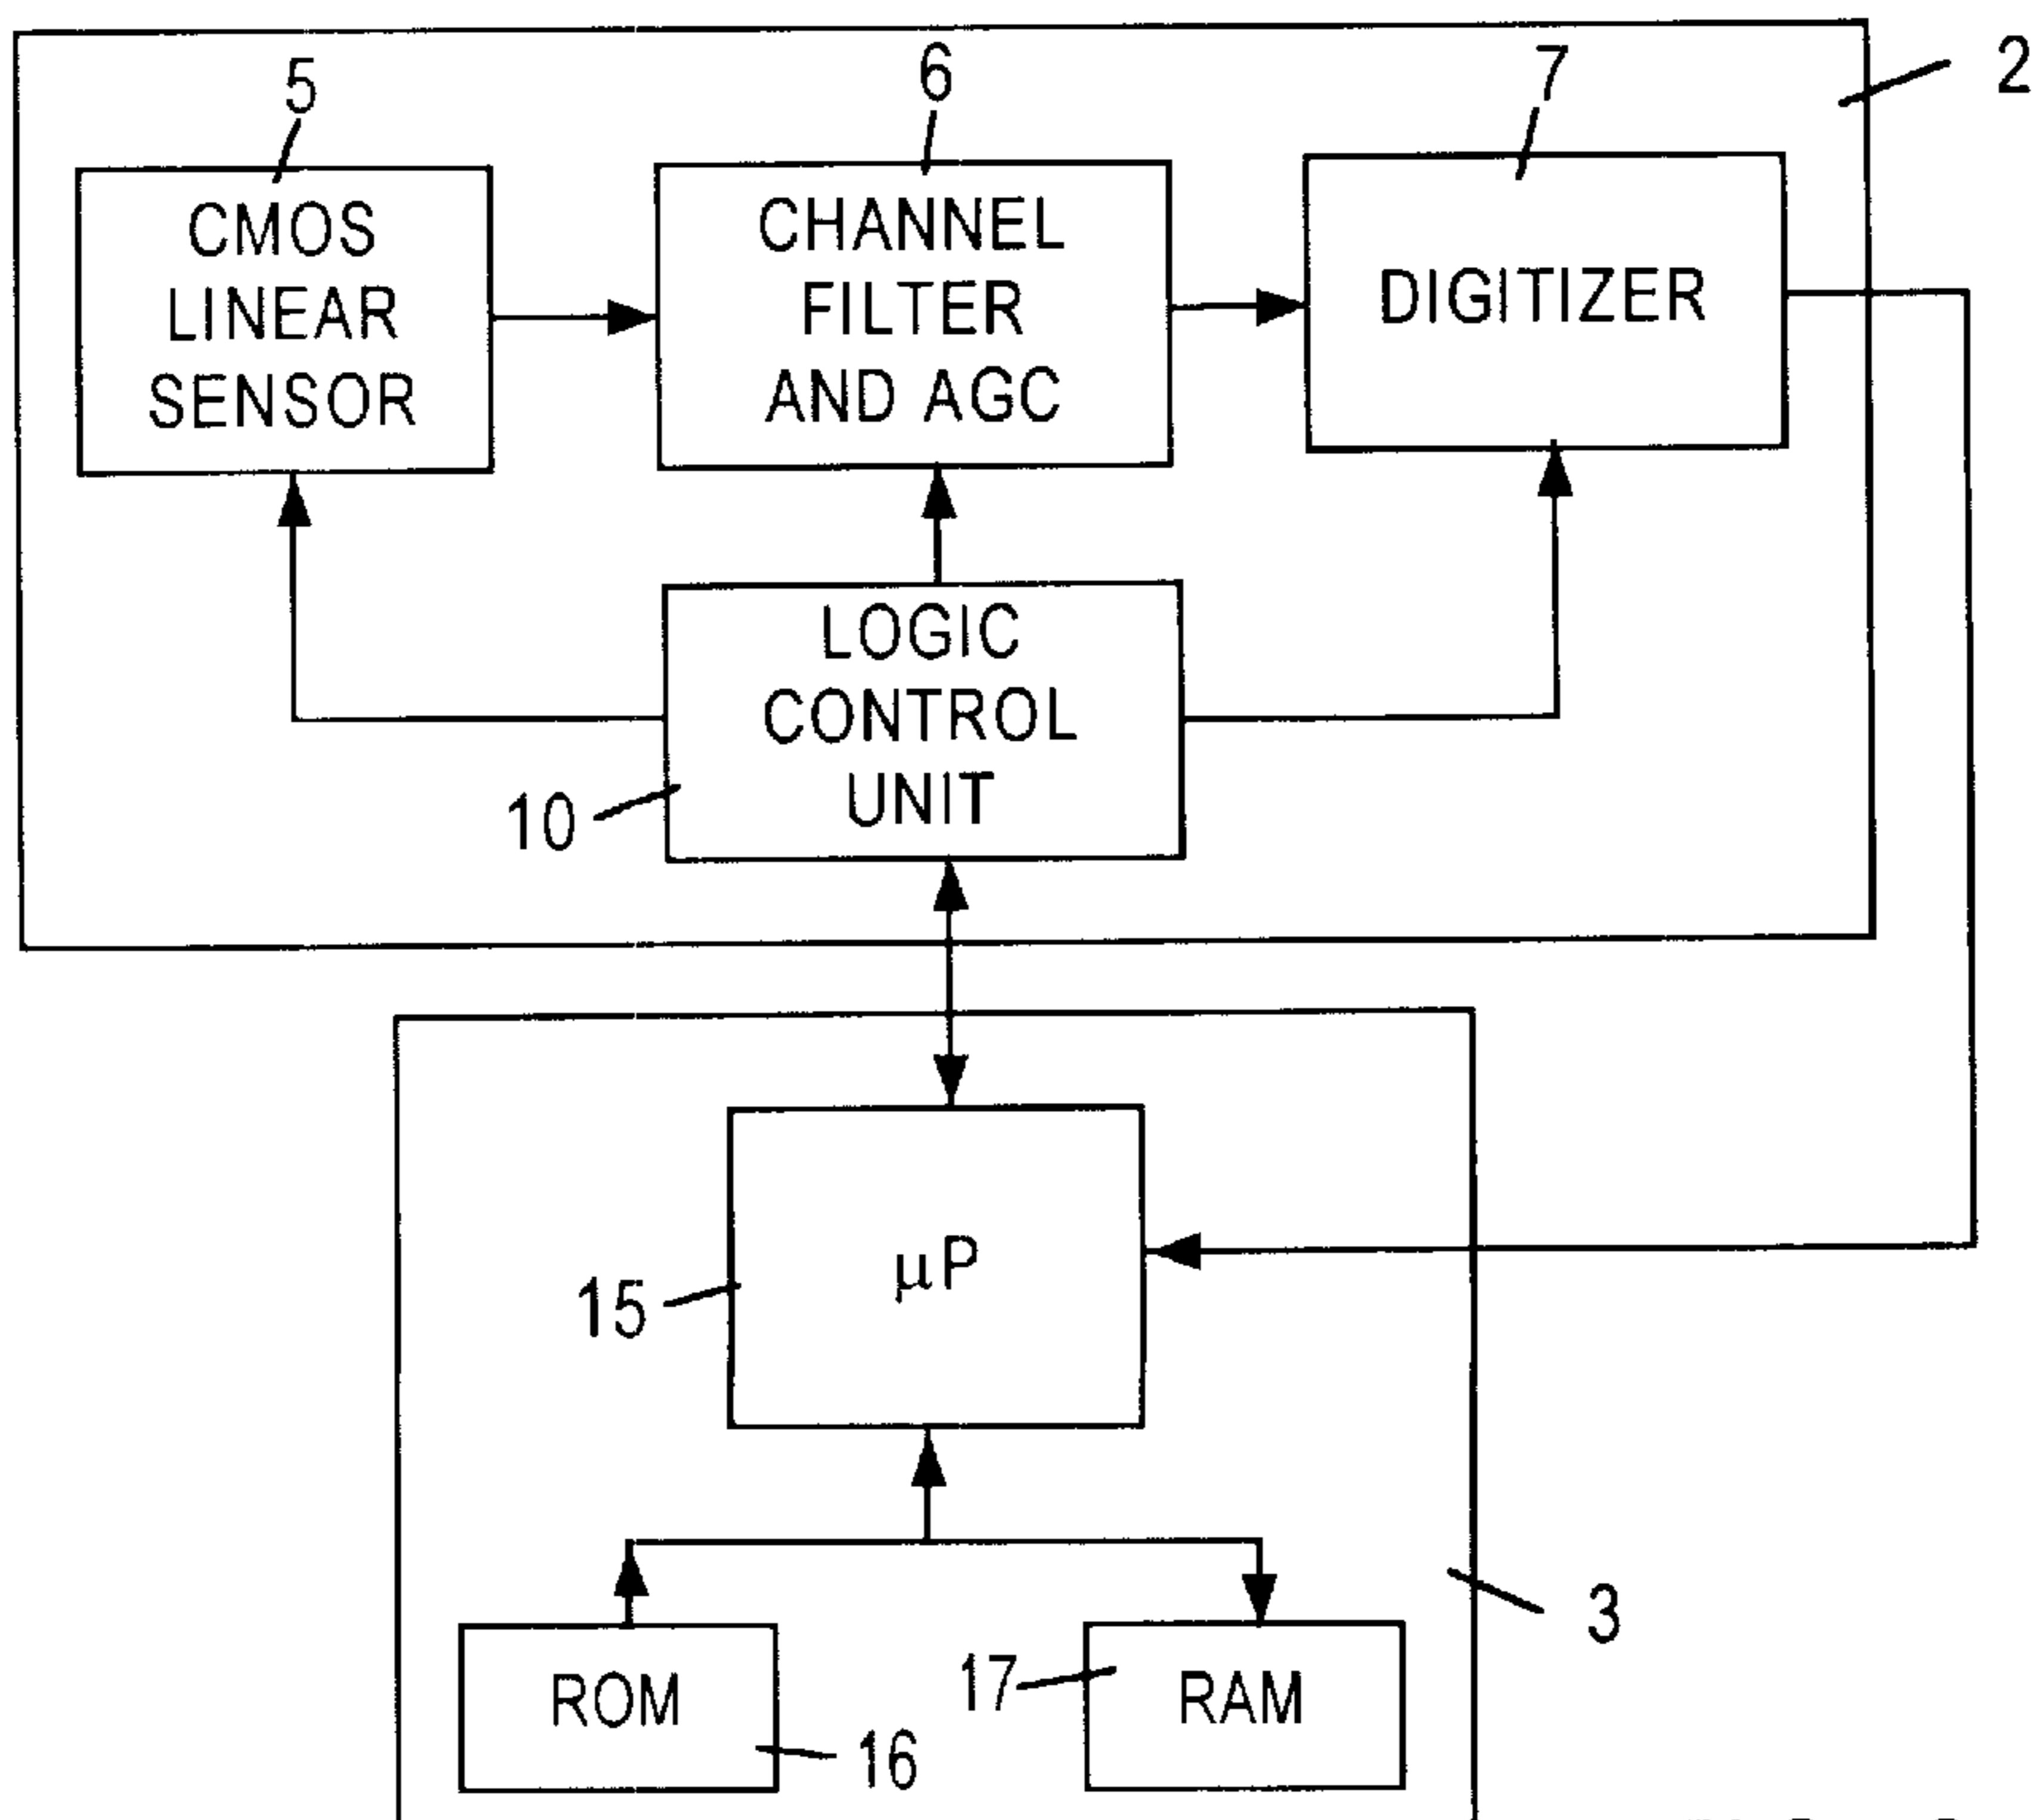 5
6
7
2
CMOS
LINEAR
SENSOR
CHANNEL
FILTER
AND AGC
DIGITIZER
LOGIC
CONTROL
UNIT
10
μP
15
3
ROM
16
17
RAM